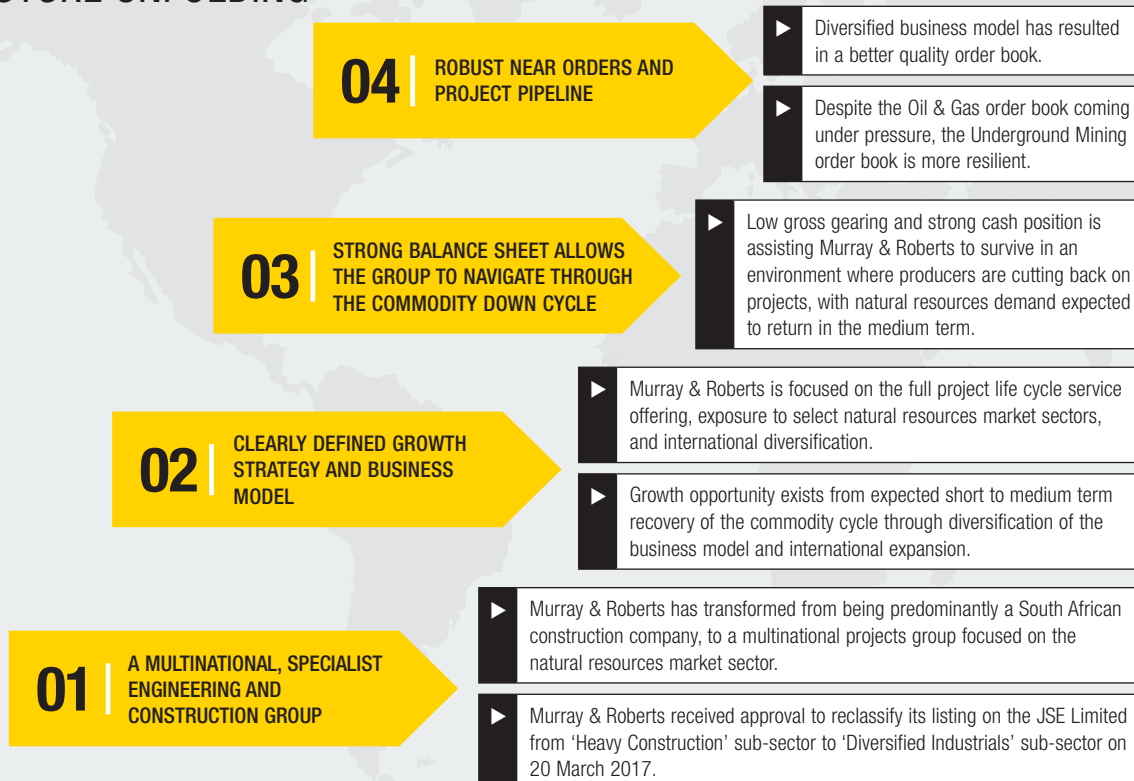 04
ROBUST NEAR ORDERS AND
PROJECT PIPELINE
Diversified business model has resulted
in a better quality order book.
Despite the Oil & Gas order book coming
under pressure, the Underground Mining
order book is more resilient.
03
STRONG BALANCE SHEET ALLOWS
THE GROUP TO NAVIGATE THROUGH
THE COMMODITY DOWN CYCLE
Low gross gearing and strong cash position is
assisting Murray & Roberts to survive in an
environment where producers are cutting back on
projects, with natural resources demand expected
to return in the medium term.
02
CLEARLY DEFINED GROWTH
STRATEGY AND BUSINESS
MODEL
Murray & Roberts is focused on the full project life cycle service
offering, exposure to select natural resources market sectors,
and international diversification.
Growth opportunity exists from expected short to medium term
recovery of the commodity cycle through diversification of the
business model and international expansion.
01
A MULTINATIONAL, SPECIALIST
ENGINEERING AND
CONSTRUCTION GROUP
Murray & Roberts has transformed from being predominantly a South African
construction company, to a multinational projects group focused on the
natural resources market sector.
Murray & Roberts received approval to reclassify its listing on the JSE Limited
from ‘Heavy Construction’ sub-sector to ‘Diversified Industrials’ sub-sector on
20 March 2017.